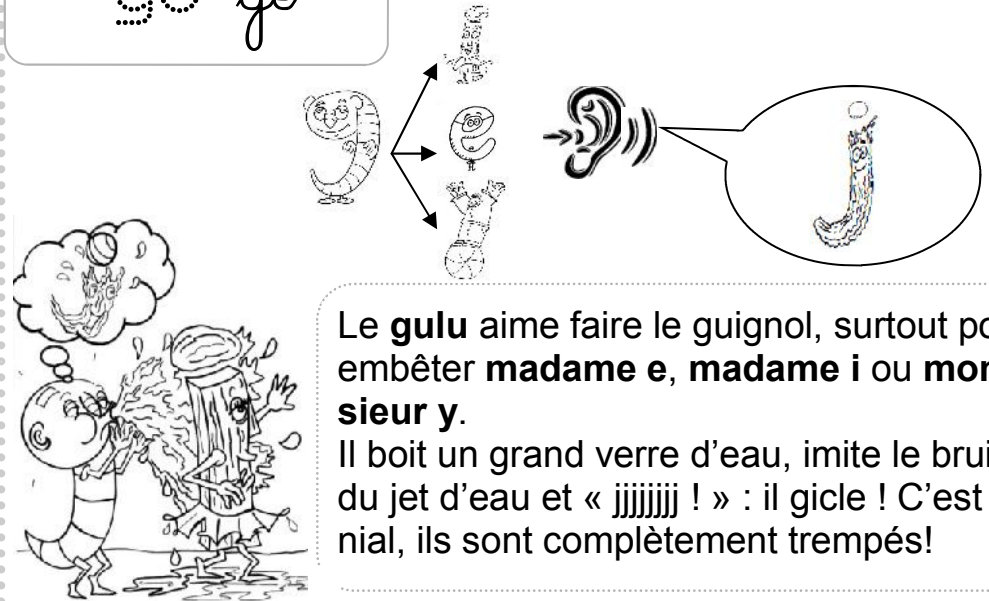 Le gulu aime faire le guignol, surtout po
embêter madame e, madame i ou mon
sieur y.
Il boit un grand verre d'eau, imite le brui
du jet d'eau et « jjjjjjjj ! » : il gicle ! C'est
nial, ils sont complètement trempés!